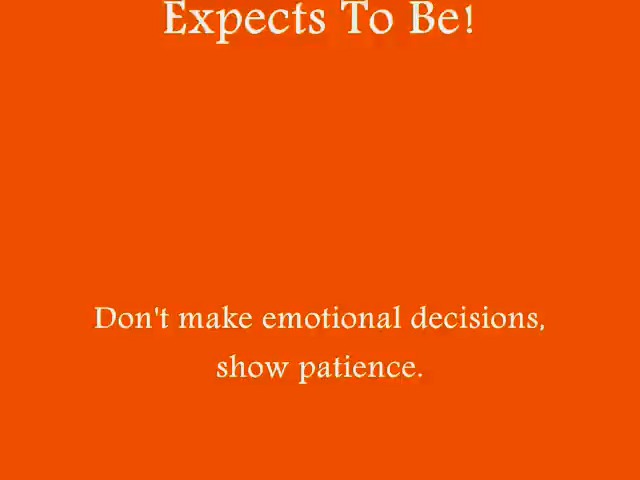 Expects To Be!
Don't make emotional decisions,
show patience.